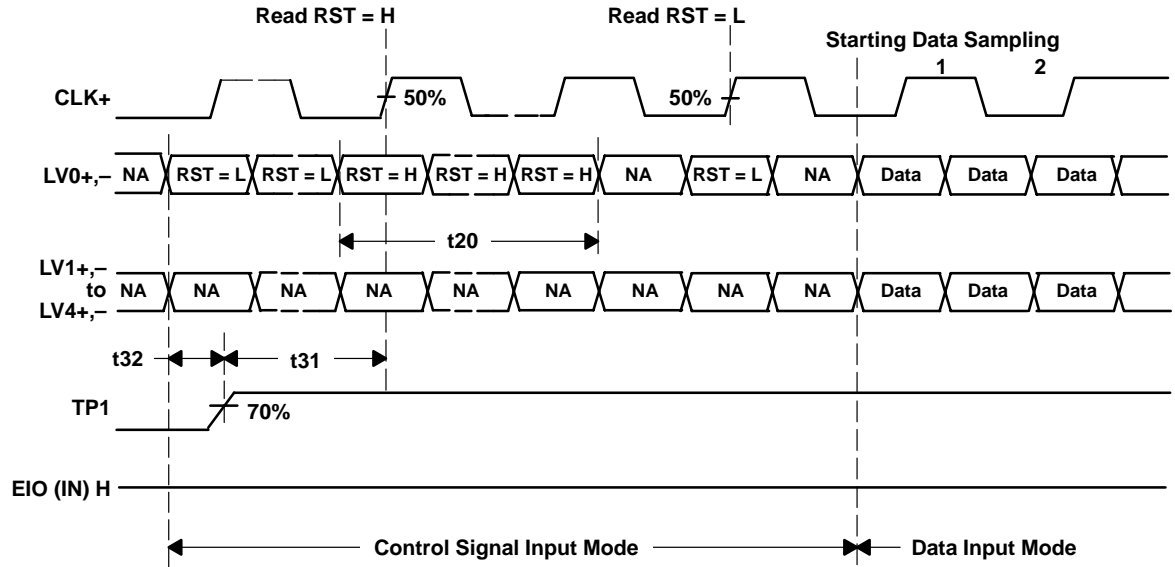 Read RST = H
Read RST = L
Starting Data Sampling
1 2
CLK+
50%
50%
LV0+,–
NA RST = L RST = L RST = H RST = H RST = H NA RST = L NA Data Data Data
t20
LV1+,–
to
LV4+,–
NA NA NA NA NA NA NA NA NA Data Data Data
t32
t31
TP1
70%
EIO (IN) H
Control Signal Input Mode
Data Input Mode